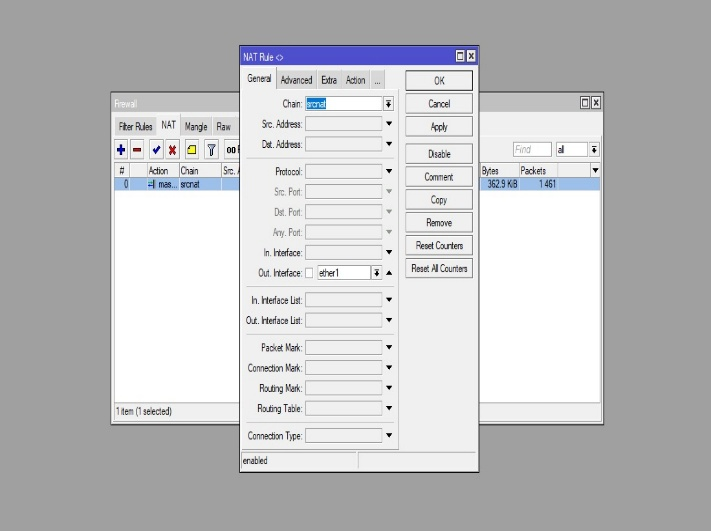 NAT Rule <>
General Advanced Extra Action ...
Chain: srcnat
Src. Address:
Dst. Address:
Protocol:
Src. Port:
Dst. Port:
Any. Port:
In. Interface:
Out. Interface: ether1
In. Interface List:
Out. Interface List:
Packet Mark:
Connection Mark:
Routing Mark:
Routing Table:
Connection Type:
enabled
OK
Cancel
Apply
Disable
Comment
Copy
Remove
Reset Counters
Reset All Counters
Firewall
Filter Rules NAT Mangle Raw
00 Find all
# Action Chain Src. Bytes Packets
0 mas... srcnat 362.9 KiB 1 461
1 item (1 selected)